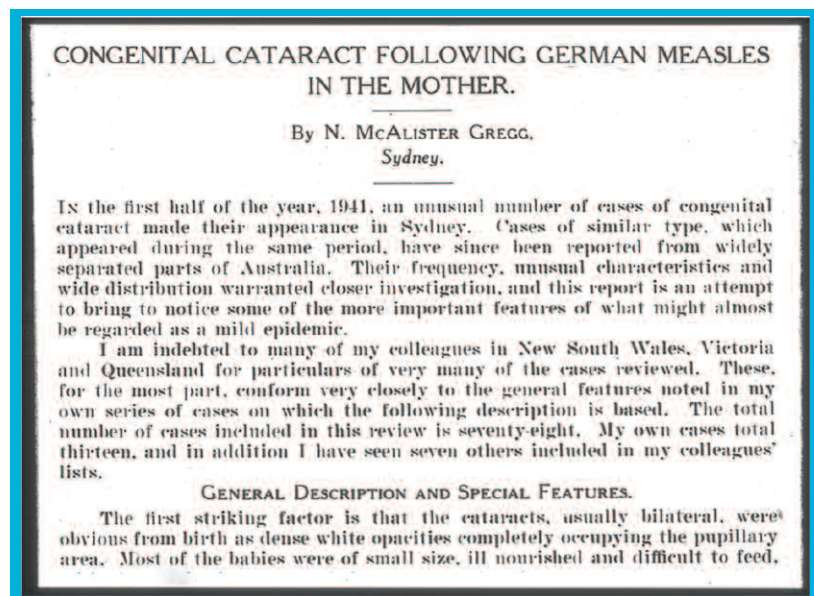 CONGENITAL CATARACT FOLLOWING GERMAN MEASLES
IN THE MOTHER.
By N. McAlister Gregg,
Sydney.
In the first half of the year, 1941, an unusual number of cases of congenital
cataract made their appearance in Sydney. Cases of similar type, which
appeared during the same period, have since been reported from widely
separated parts of Australia. Their frequency, unusual characteristics and
wide distribution warranted closer investigation, and this report is an attempt
to bring to notice some of the more important features of what might almost
be regarded as a mild epidemic.
I am indebted to many of my colleagues in New South Wales, Victoria
and Queensland for particulars of very many of the cases reviewed. These,
for the most part, conform very closely to the general features noted in my
own series of cases on which the following description is based. The total
number of cases included in this review is seventy-eight. My own cases total
thirteen, and in addition I have seen seven others included in my colleagues'
lists.
General Description and Special Features.
The first striking factor is that the cataracts, usually bilateral, were
obvious from birth as dense white opacities completely occupying the pupillary
area. Most of the babies were of small size, ill nourished and difficult to feed,